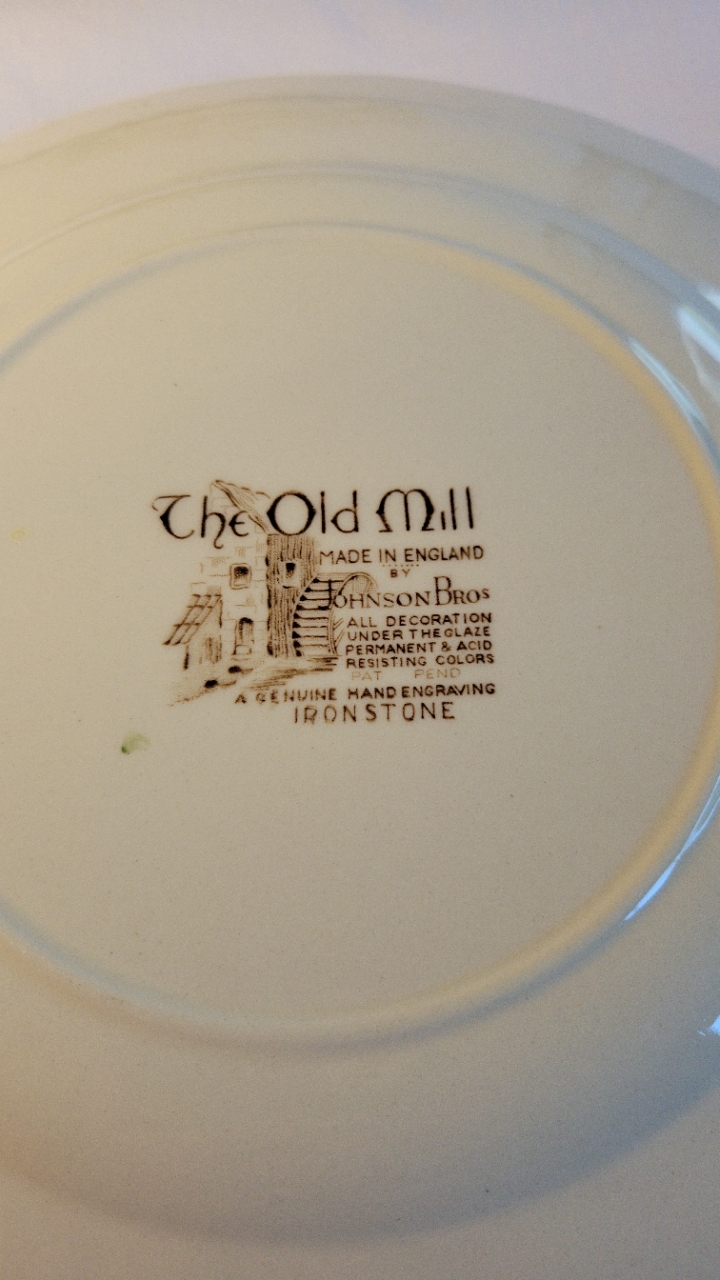 The Old Mill
MADE IN ENGLAND
BY
JOHNSON BROS
ALL DECORATION
UNDER THE GLAZE
PERMANENT & ACID
RESISTING COLORS
PAT PEND
A GENUINE HAND ENGRAVING
IRONSTONE